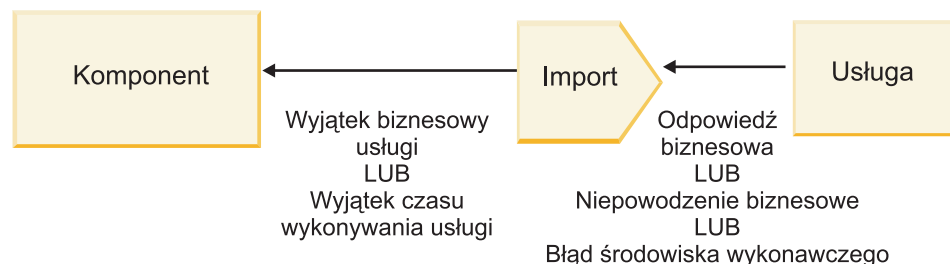 Komponent
Import
Usługa
Wyjątek biznesowy
usługi
LUB
Wyjątek czasu
wykonywania usługi
Odpowiedź
biznesowa
LUB
Niepowodzenie biznesowe
LUB
Błąd środowiska wykonawczego